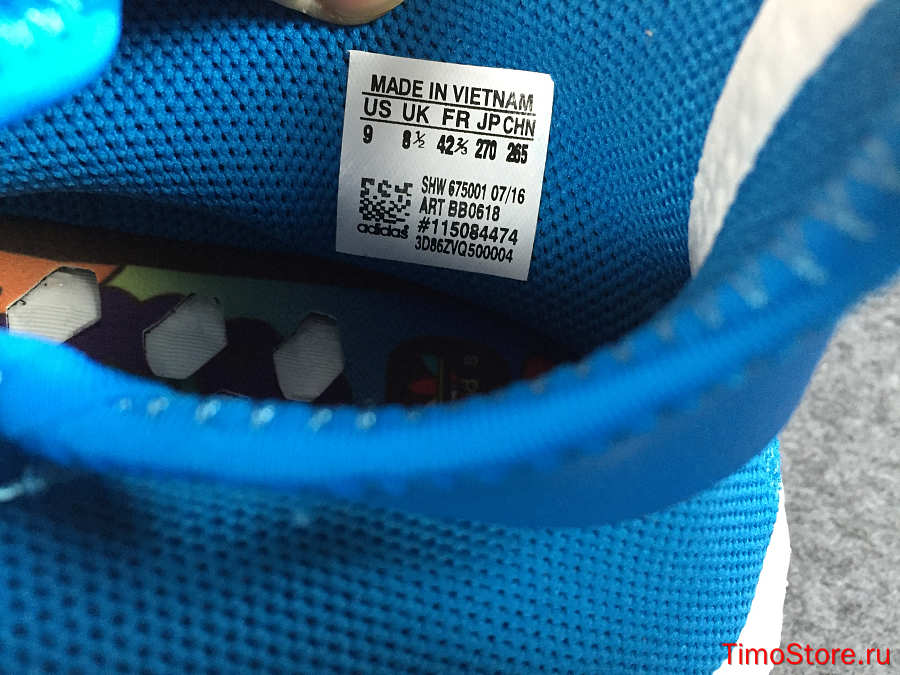 MADE IN VIETNAM
US UK FR JP CHN
9 8½ 42⅔ 270 265
SHW 675001 07/16
ART BB0618
#115084474
3D86ZVQ500004
adidas
TimoStore.ru